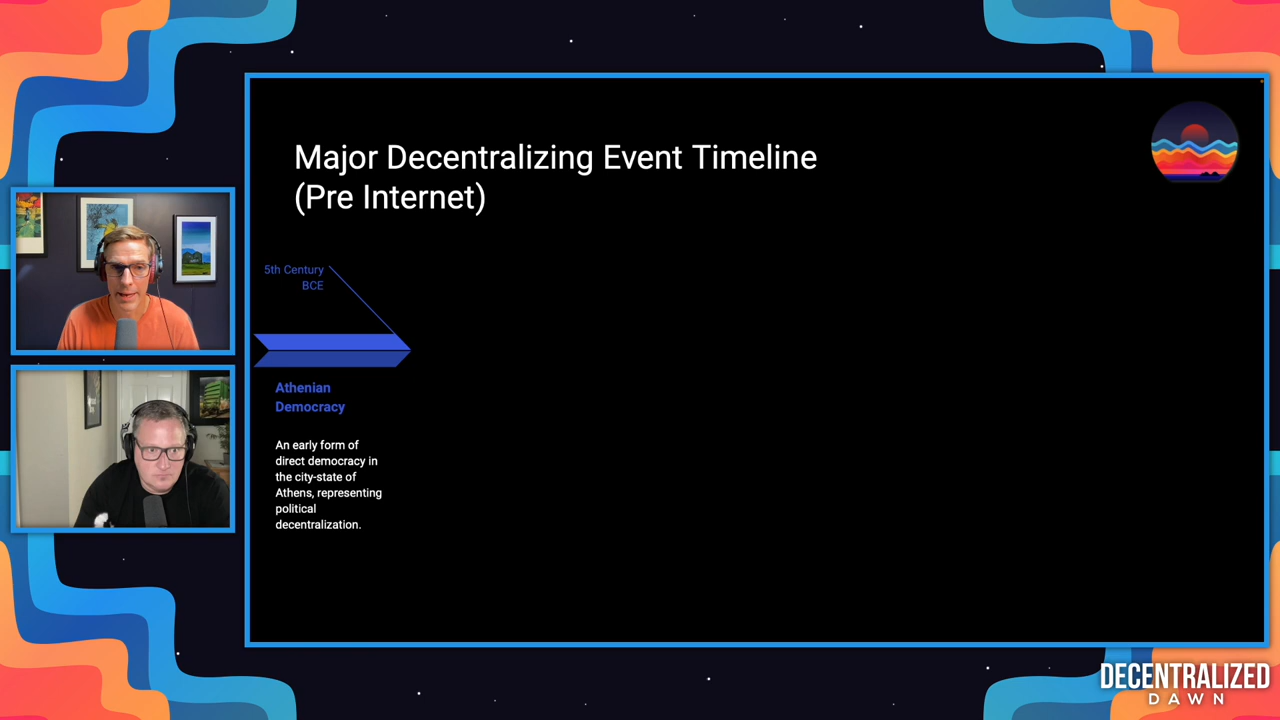 Major Decentralizing Event Timeline
(Pre Internet)
5th Century
BCE
Athenian
Democracy
An early form of
direct democracy in
the city-state of
Athens, representing
political
decentralization.
DECENTRALIZED
DAWN